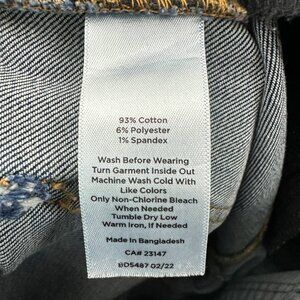 93% Cotton
6% Polyester
1% Spandex
Wash Before Wearing
Turn Garment Inside Out
Machine Wash Cold With
Like Colors
Only Non-Chlorine Bleach
When Needed
Tumble Dry Low
Warm Iron, If Needed
Made In Bangladesh
CA# 23147
BD5487 02/22